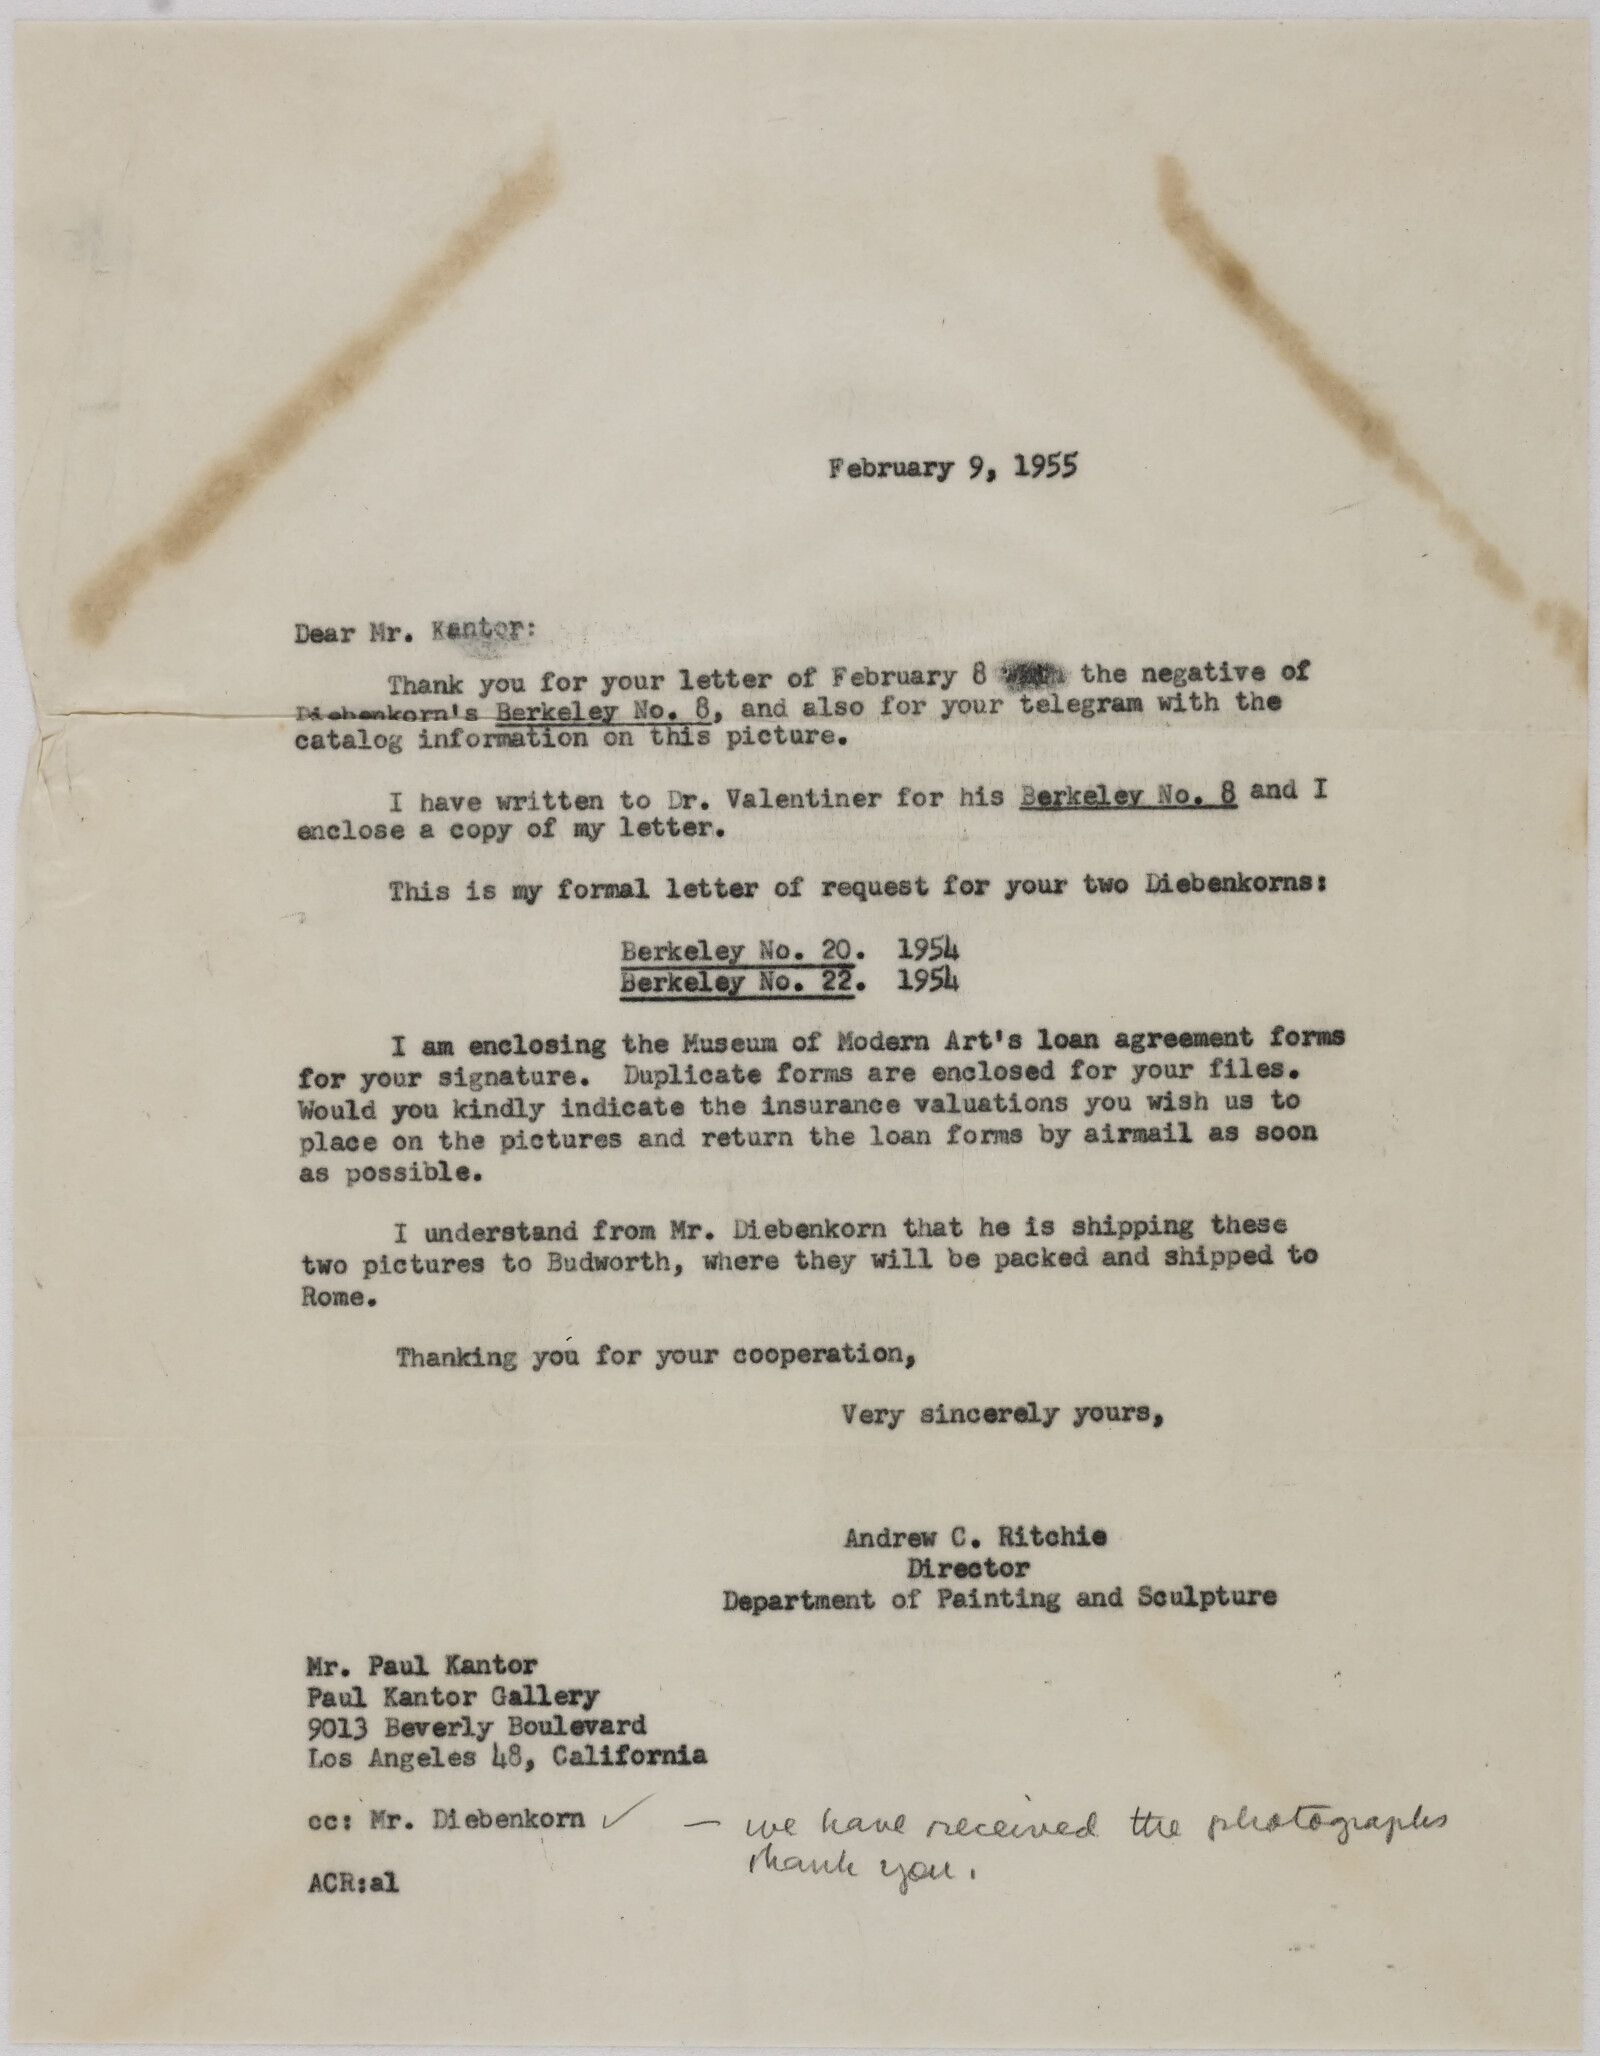 February 9, 1955
Dear Mr. Kantor:
Thank you for your letter of February 8 the negative of
Diebenkorn's Berkeley No. 8, and also for your telegram with the
catalog information on this picture.
I have written to Dr. Valentiner for his Berkeley No. 8 and I
enclose a copy of my letter.
This is my formal letter of request for your two Diebenkorns:
Berkeley No. 20. 1954
Berkeley No. 22. 1954
I am enclosing the Museum of Modern Art's loan agreement forms
for your signature. Duplicate forms are enclosed for your files.
Would you kindly indicate the insurance valuations you wish us to
place on the pictures and return the loan forms by airmail as soon
as possible.
I understand from Mr. Diebenkorn that he is shipping these
two pictures to Budworth, where they will be packed and shipped to
Rome.
Thanking you for your cooperation,
Very sincerely yours,
Andrew C. Ritchie
Director
Department of Painting and Sculpture
Mr. Paul Kantor
Paul Kantor Gallery
9013 Beverly Boulevard
Los Angeles 48, California
cc: Mr. Diebenkorn ✓ — we have received the photographs
thank you.
ACR:al